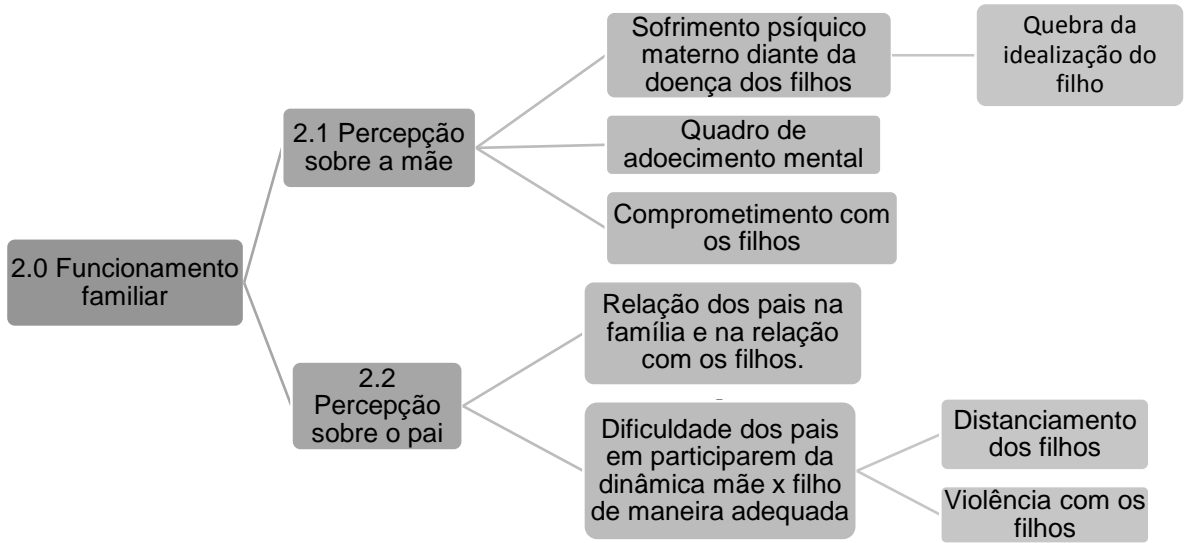 2.0 Funcionamento
familiar
2.1 Percepção
sobre a mãe
Sofrimento psíquico
materno diante da
doença dos filhos
Quebra da
idealização do
filho
Quadro de
adoecimento mental
Comprometimento com
os filhos
2.2
Percepção
sobre o pai
Relação dos pais na
família e na relação
com os filhos.
Dificuldade dos pais
em participarem da
dinâmica mãe x filho
de maneira adequada
Distanciamento
dos filhos
Violência com os
filhos